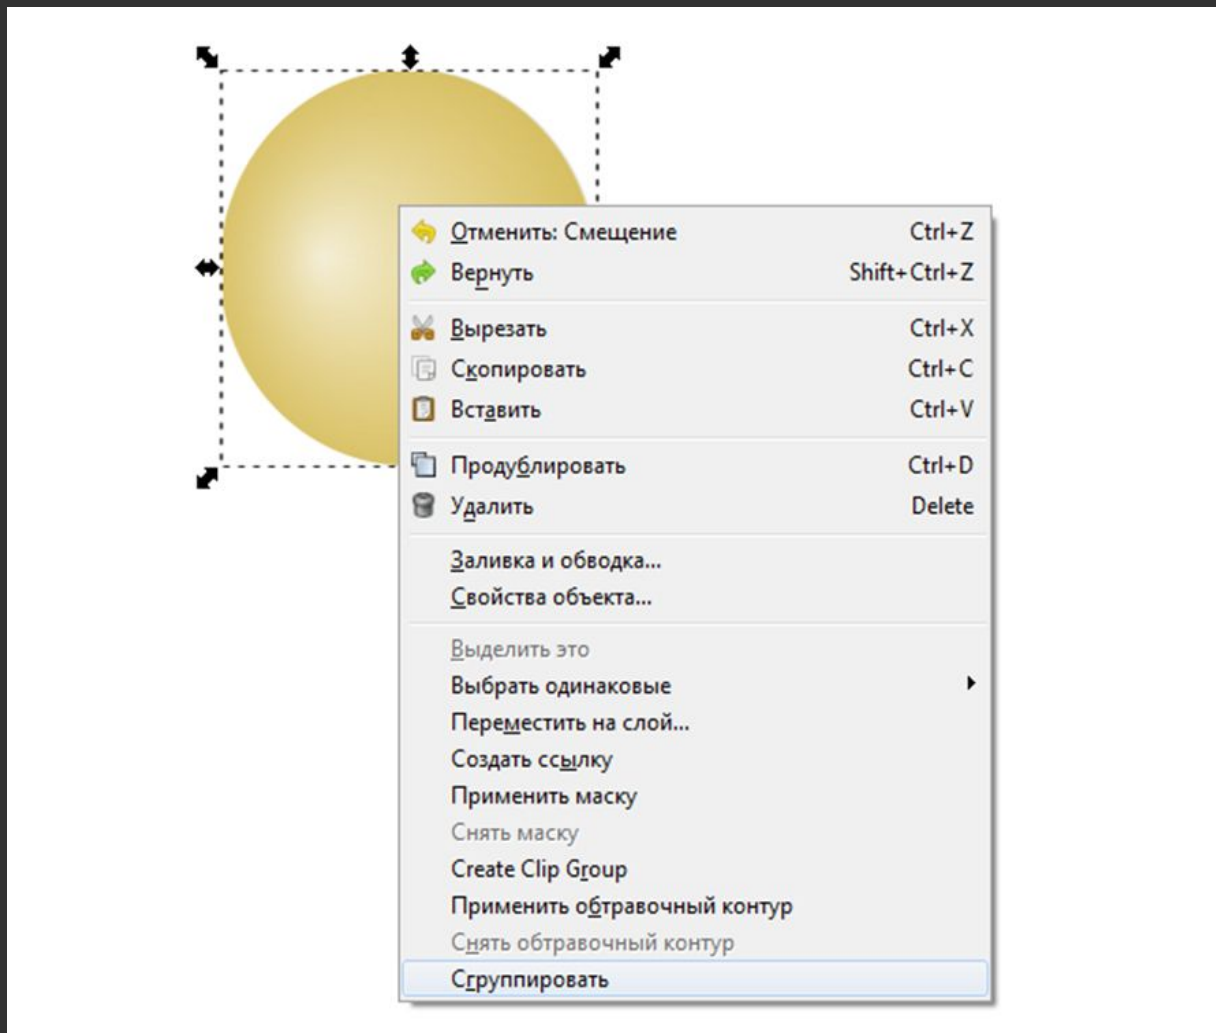 Отменить: Смещение Ctrl+Z
Вернуть Shift+Ctrl+Z
Вырезать Ctrl+X
Скопировать Ctrl+C
Вставить Ctrl+V
Продублировать Ctrl+D
Удалить Delete
Заливка и обводка...
Свойства объекта...
Выделить это
Выбрать одинаковые
Переместить на слой...
Создать ссылку
Применить маску
Снять маску
Create Clip Group
Применить обтравочный контур
Снять обтравочный контур
Сгруппировать